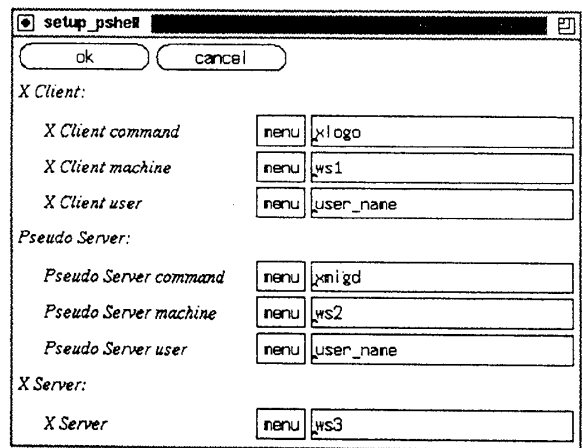 setup_pshell
ok cancel
X Client:
X Client command menu xlogo
X Client machine menu ws1
X Client user menu user_name
Pseudo Server:
Pseudo Server command menu xmigd
Pseudo Server machine menu ws2
Pseudo Server user menu user_name
X Server:
X Server menu ws3